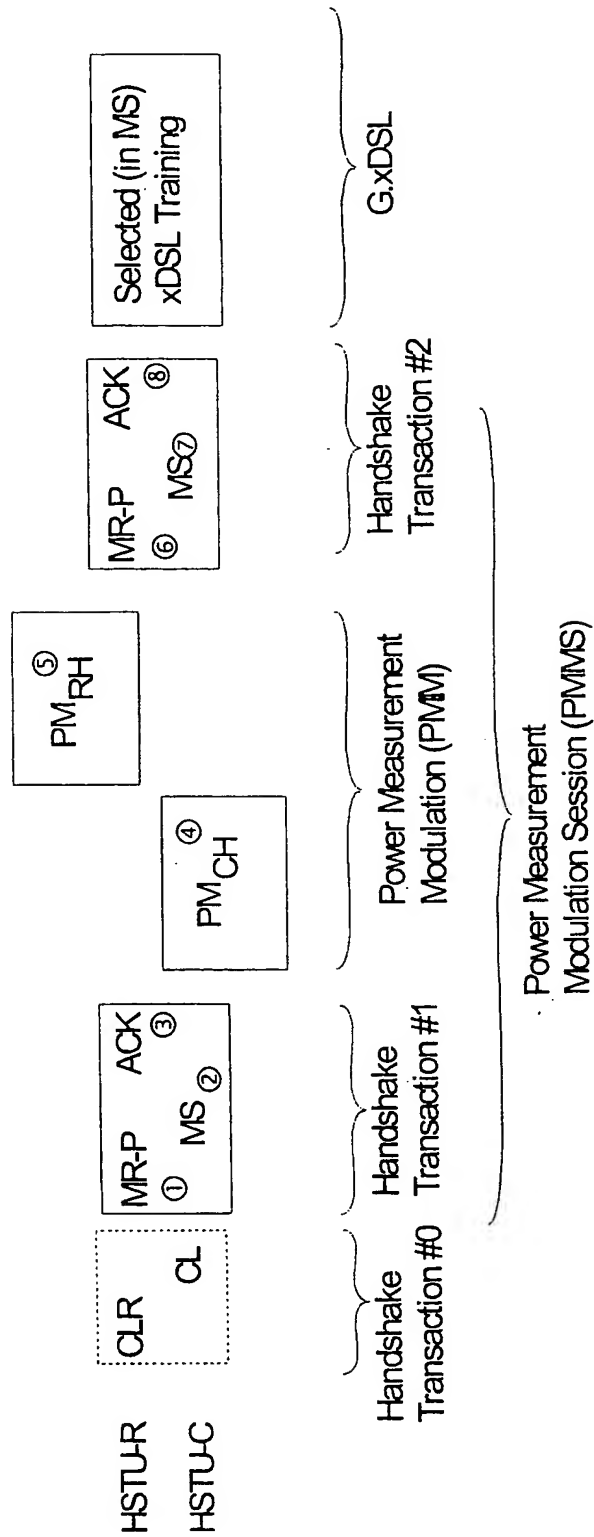 HSTU-R
HSTU-C
CLR
CL
Handshake
Transaction #0
MR-P ACK
① ③
MS ②
Handshake
Transaction #1
PM CH ④
PM RH ⑤
Power Measurement
Modulation (PMM)
MR-P ACK
⑥ ⑧
MS ⑦
Handshake
Transaction #2
Power Measurement
Modulation Session (PMMS)
Selected (in MS)
xDSL Training
G.xDSL